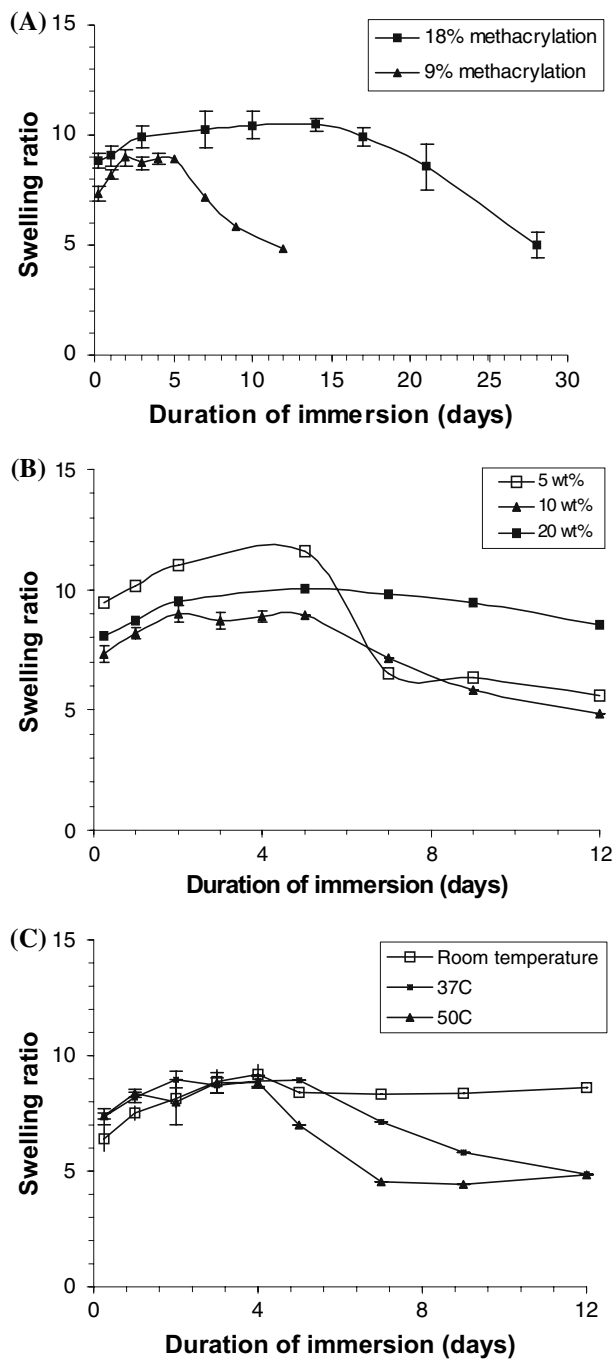 (A)
15
18% methacrylation
9% methacrylation
10
Swelling ratio
5
0
0 5 10 15 20 25 30
Duration of immersion (days)
(B)
15
5 wt%
10 wt%
20 wt%
10
Swelling ratio
5
0
0 4 8 12
Duration of immersion (days)
(C)
15
Room temperature
37C
50C
10
Swelling ratio
5
0
0 4 8 12
Duration of immersion (days)